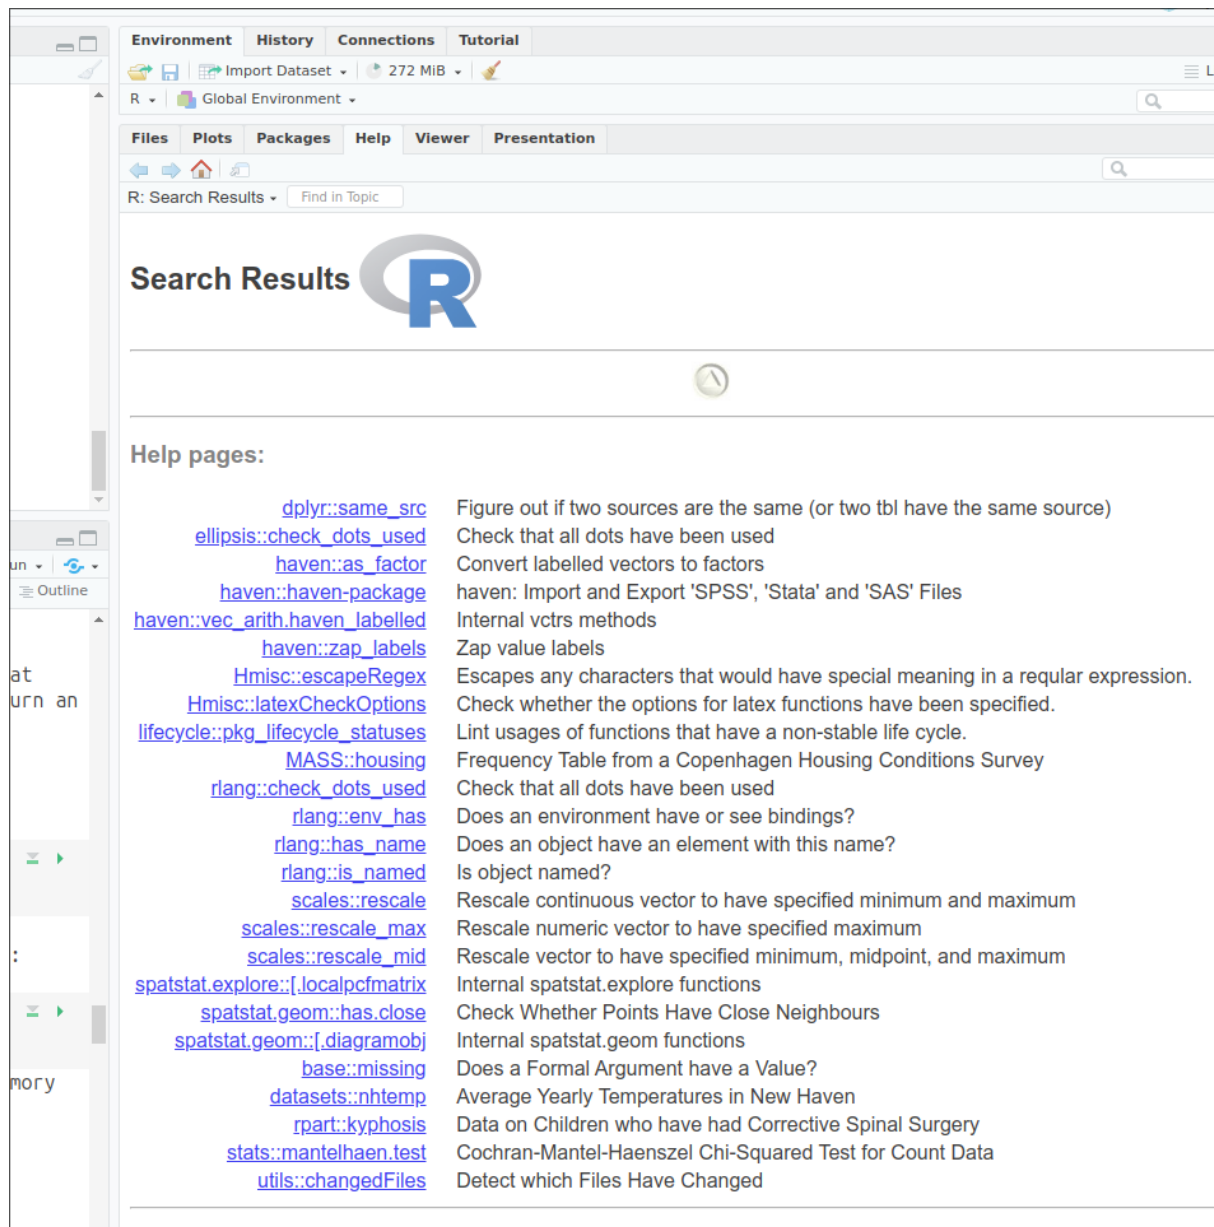 Environment History Connections Tutorial
Import Dataset 272 MiB L
R Global Environment
Files Plots Packages Help Viewer Presentation
R: Search Results Find in Topic
Search Results R
Help pages:
dplyr::same_src Figure out if two sources are the same (or two tbl have the same source)
ellipsis::check_dots_used Check that all dots have been used
haven::as_factor Convert labelled vectors to factors
haven::haven-package haven: Import and Export 'SPSS', 'Stata' and 'SAS' Files
haven::vec_arith.haven_labelled Internal vctrs methods
haven::zap_labels Zap value labels
Hmisc::escapeRegex Escapes any characters that would have special meaning in a reqular expression.
Hmisc::latexCheckOptions Check whether the options for latex functions have been specified.
lifecycle::pkg_lifecycle_statuses Lint usages of functions that have a non-stable life cycle.
MASS::housing Frequency Table from a Copenhagen Housing Conditions Survey
rlang::check_dots_used Check that all dots have been used
rlang::env_has Does an environment have or see bindings?
rlang::has_name Does an object have an element with this name?
rlang::is_named Is object named?
scales::rescale Rescale continuous vector to have specified minimum and maximum
scales::rescale_max Rescale numeric vector to have specified maximum
scales::rescale_mid Rescale vector to have specified minimum, midpoint, and maximum
spatstat.explore::[.localpcfmatrix Internal spatstat.explore functions
spatstat.geom::has.close Check Whether Points Have Close Neighbours
spatstat.geom::[.diagramobj Internal spatstat.geom functions
base::missing Does a Formal Argument have a Value?
datasets::nhtemp Average Yearly Temperatures in New Haven
rpart::kyphosis Data on Children who have had Corrective Spinal Surgery
stats::mantelhaen.test Cochran-Mantel-Haenszel Chi-Squared Test for Count Data
utils::changedFiles Detect which Files Have Changed
un
Outline
at
urn an
:
mory